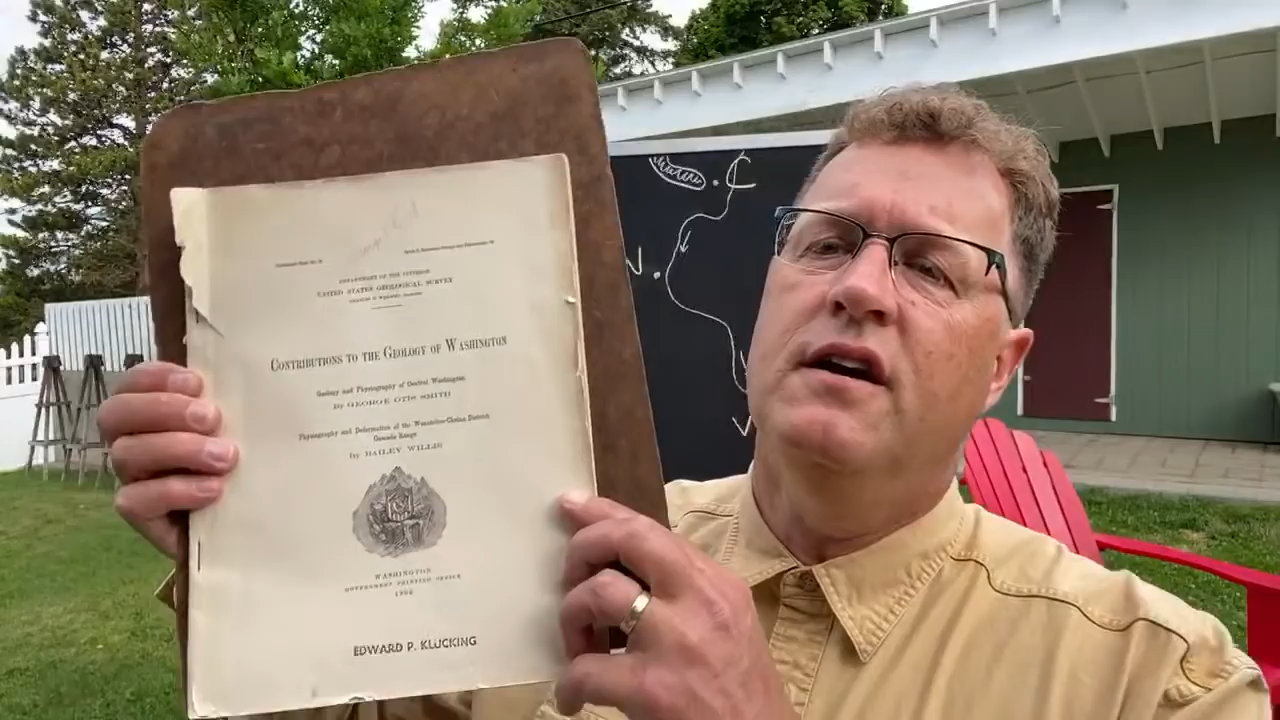 DEPARTMENT OF THE INTERIOR
UNITED STATES GEOLOGICAL SURVEY
CONTRIBUTIONS TO THE GEOLOGY OF WASHINGTON
Geology and Physiography of Central Washington
by GEORGE OTIS SMITH
Physiography and Deformation of the Wenatchee-Chelan District
Cascade Range
by BAILEY WILLIS
WASHINGTON
GOVERNMENT PRINTING OFFICE
EDWARD P. KLUCKING
C
N